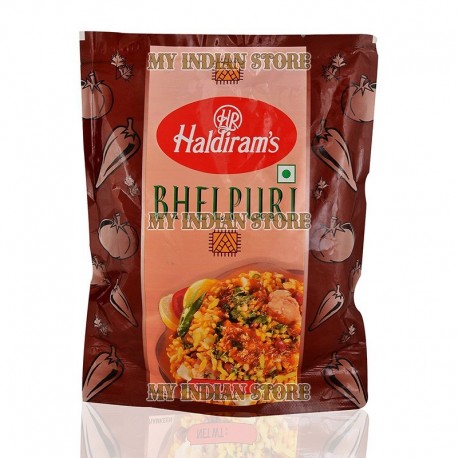 MY INDIAN STORE
HR
Haldiram's
BHELPURI
MY INDIAN STORE
MY INDIAN STORE